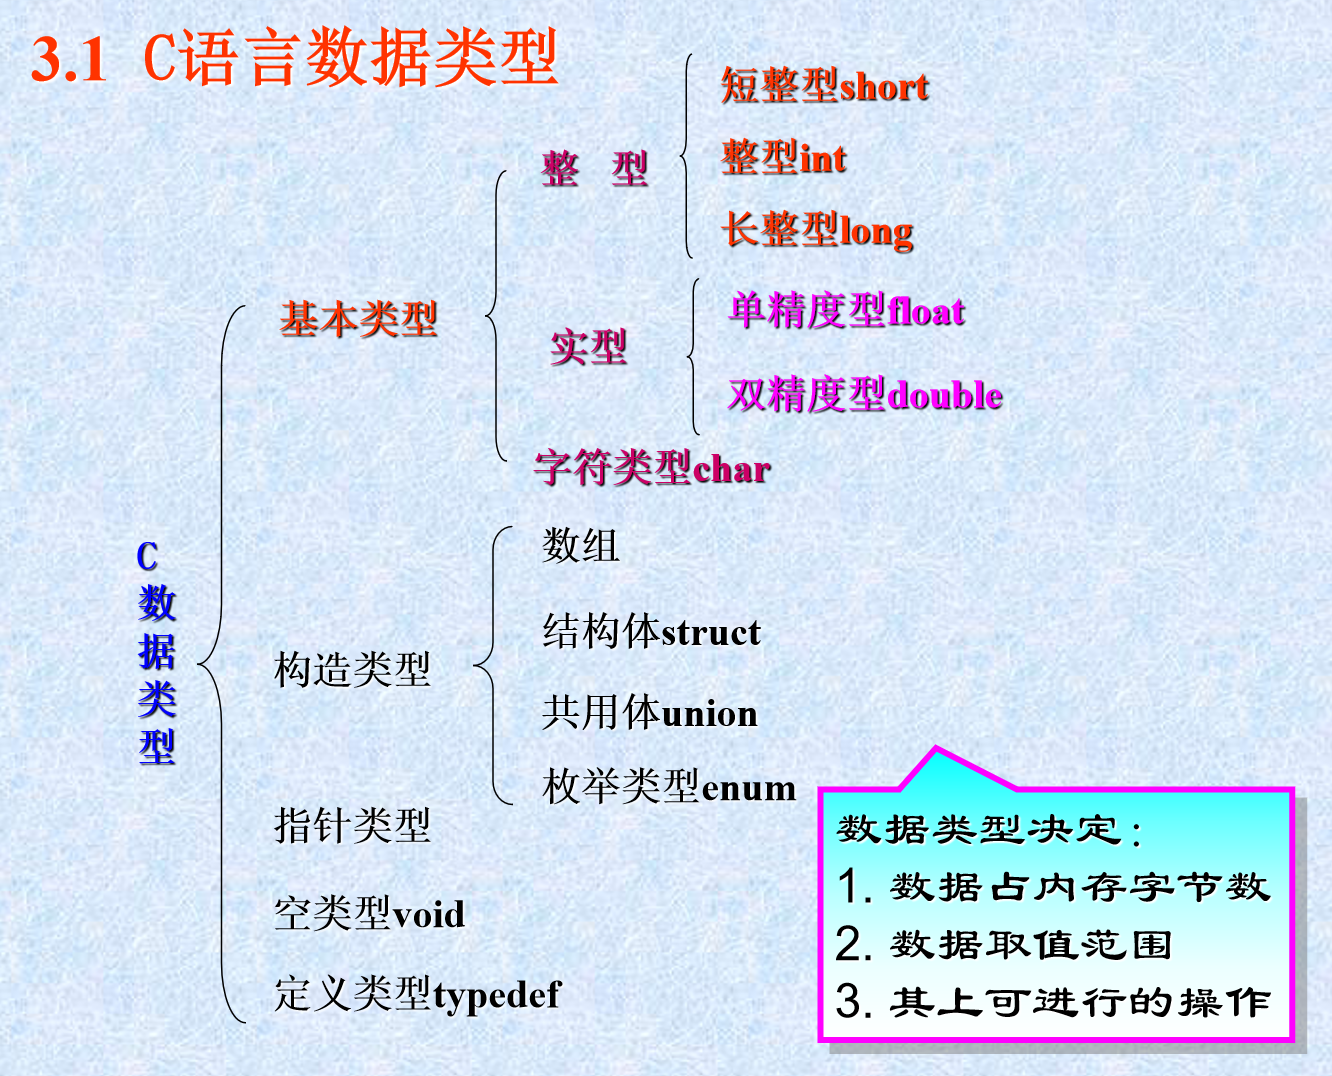 3.1 C语言数据类型
短整型short
整型int
长整型long
整 型
单精度型float
双精度型double
实型
字符类型char
基本类型
数组
结构体struct
共用体union
枚举类型enum
构造类型
指针类型
空类型void
定义类型typedef
C
数
据
类
型
数据类型决定:
1. 数据占内存字节数
2. 数据取值范围
3. 其上可进行的操作